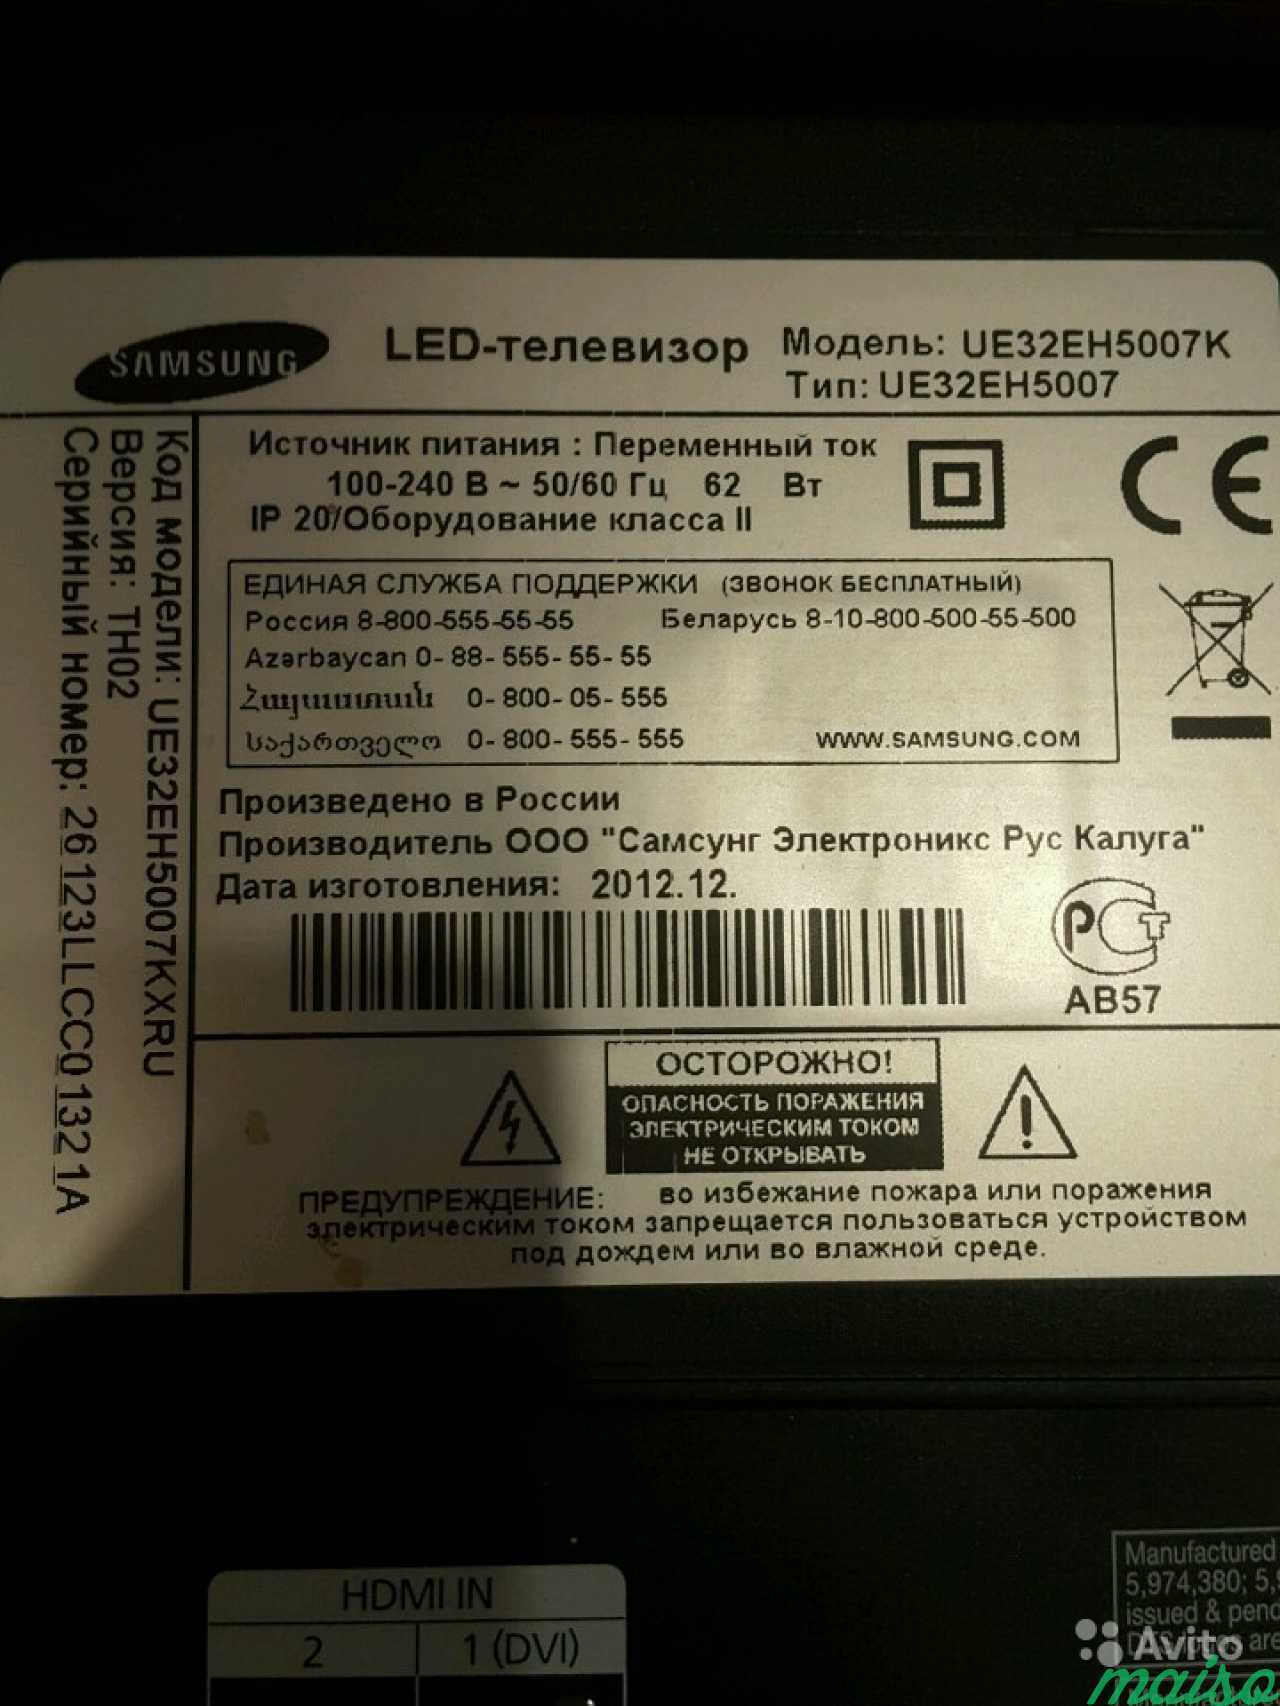 SAMSUNG
LED-телевизор
Модель: UE32EH5007K
Тип: UE32EH5007
Код модели: UE32EH5007KXRU
Версия: TH02
Серийный номер: 26123LLCC01321A
Источник питания : Переменный ток
100-240 В ~ 50/60 Гц 62 Вт
IP 20/Оборудование класса II
CE
ЕДИНАЯ СЛУЖБА ПОДДЕРЖКИ (ЗВОНОК БЕСПЛАТНЫЙ)
Россия 8-800-555-55-55 Беларусь 8-10-800-500-55-500
Azərbaycan 0- 88- 555- 55- 55
Հայաստան 0- 800- 05- 555
საქართველო 0- 800- 555- 555 WWW.SAMSUNG.COM
Произведено в России
Производитель ООО "Самсунг Электроникс Рус Калуга"
Дата изготовления: 2012.12.
РСТ
АВ57
ОСТОРОЖНО!
ОПАСНОСТЬ ПОРАЖЕНИЯ
ЭЛЕКТРИЧЕСКИМ ТОКОМ
НЕ ОТКРЫВАТЬ
ПРЕДУПРЕЖДЕНИЕ: во избежание пожара или поражения
электрическим током запрещается пользоваться устройством
под дождем или во влажной среде.
HDMI IN
2 1 (DVI)
Manufactured
5,974,380;
issued & pend
are
Avito
maiso